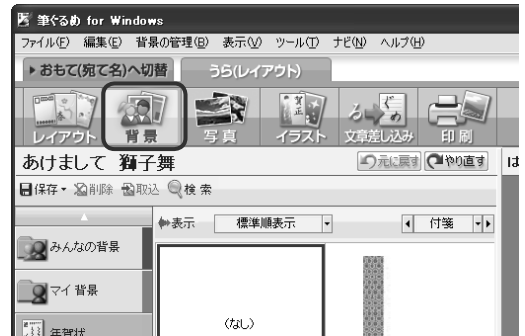 筆ぐるめ for Windows
ファイル(F) 編集(E) 背景の管理(B) 表示(V) ツール(T) ナビ(N) ヘルプ(H)
おもて(宛て名)へ切替 うら(レイアウト)
レイアウト 背景 写真 イラスト 文章差し込み 印刷
あけまして 獅子舞 元に戻す やり直す は
保存 削除 取込 検索
表示 標準順表示 付箋
みんなの背景
マイ 背景
(なし)
年賀状